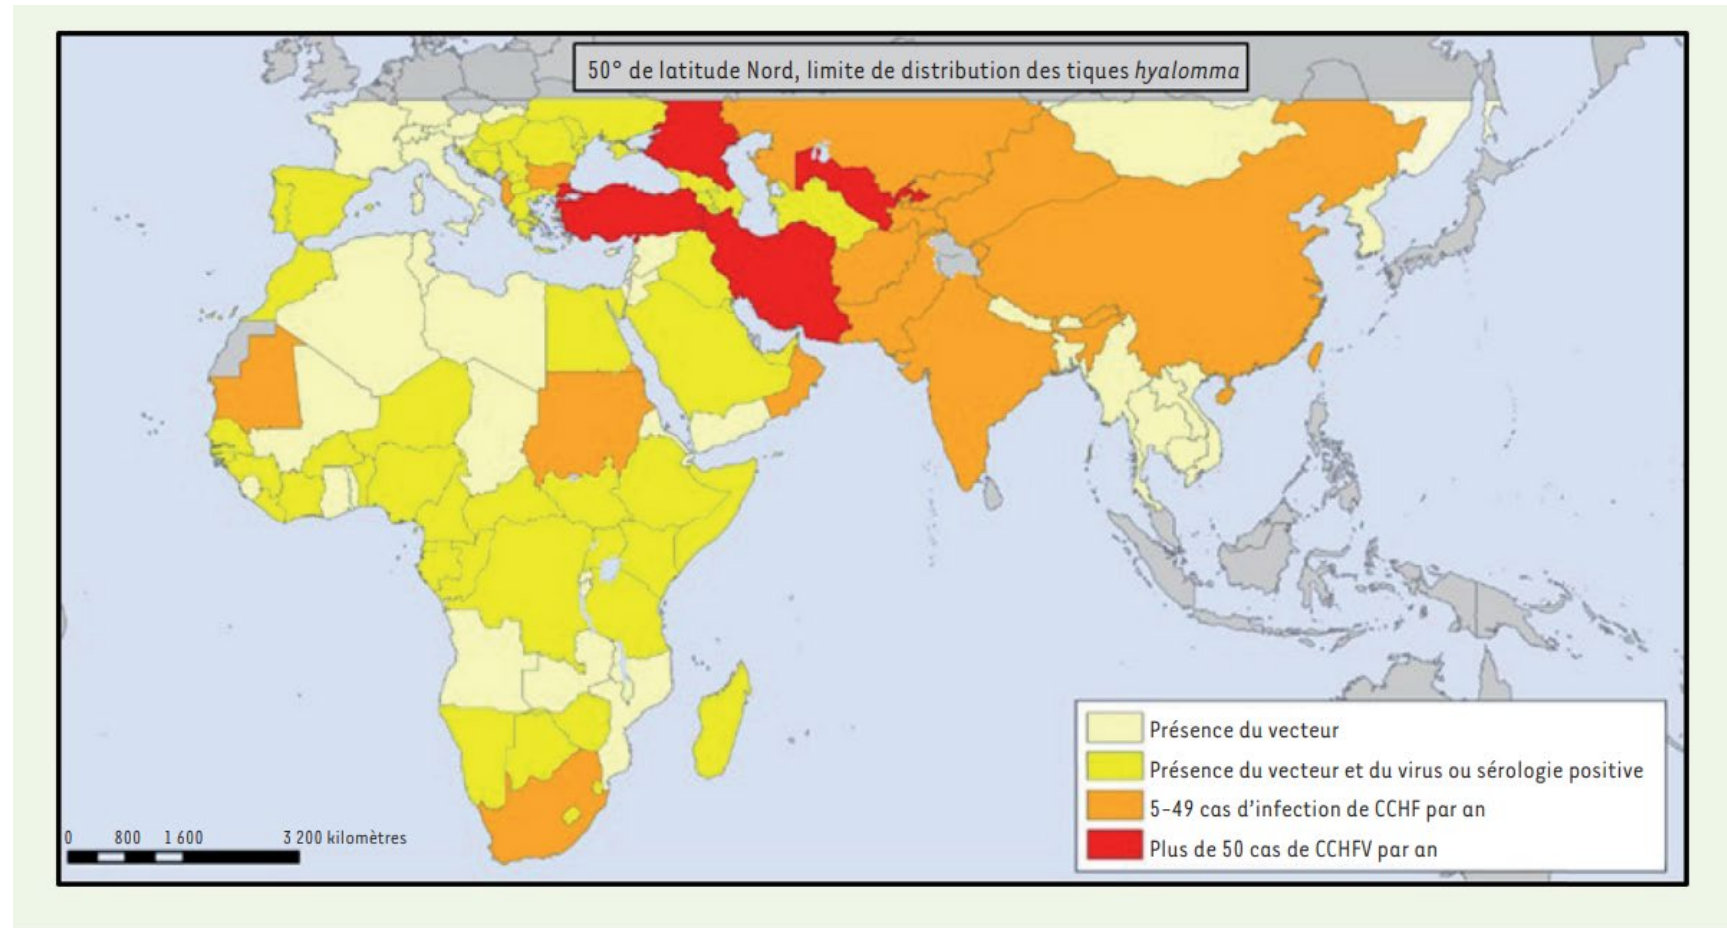 50° de latitude Nord, limite de distribution des tiques hyalomma
Présence du vecteur
Présence du vecteur et du virus ou sérologie positive
5-49 cas d'infection de CCHF par an
Plus de 50 cas de CCHFV par an
0 800 1 600 3 200 kilomètres